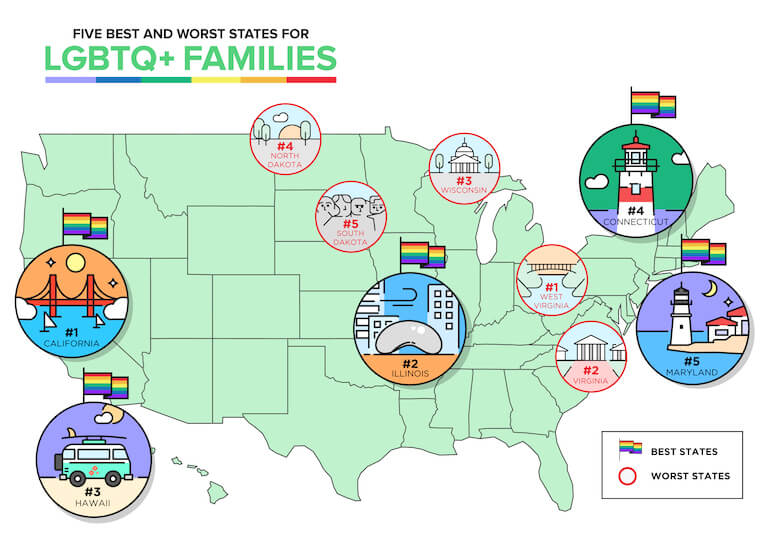 FIVE BEST AND WORST STATES FOR
LGBTQ+ FAMILIES
#4
NORTH
DAKOTA
#3
WISCONSIN
#4
CONNECTICUT
#5
SOUTH
DAKOTA
#1
CALIFORNIA
#2
ILLINOIS
#1
WEST
VIRGINIA
#2
VIRGINIA
#5
MARYLAND
#3
HAWAII
BEST STATES
WORST STATES